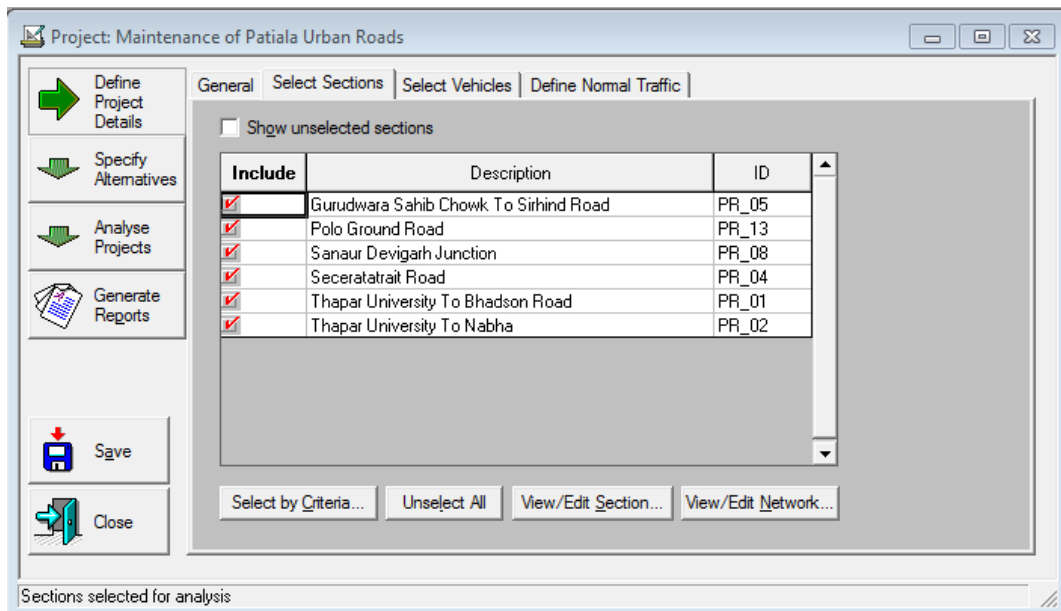 Project: Maintenance of Patiala Urban Roads
Define
Project
Details
Specify
Alternatives
Analyse
Projects
Generate
Reports
Save
Close
General Select Sections Select Vehicles Define Normal Traffic
Show unselected sections
Include Description ID
Gurudwara Sahib Chowk To Sirhind Road PR_05
Polo Ground Road PR_13
Sanaur Devigarh Junction PR_08
Seceratatrait Road PR_04
Thapar University To Bhadson Road PR_01
Thapar University To Nabha PR_02
Select by Criteria... Unselect All View/Edit Section... View/Edit Network...
Sections selected for analysis